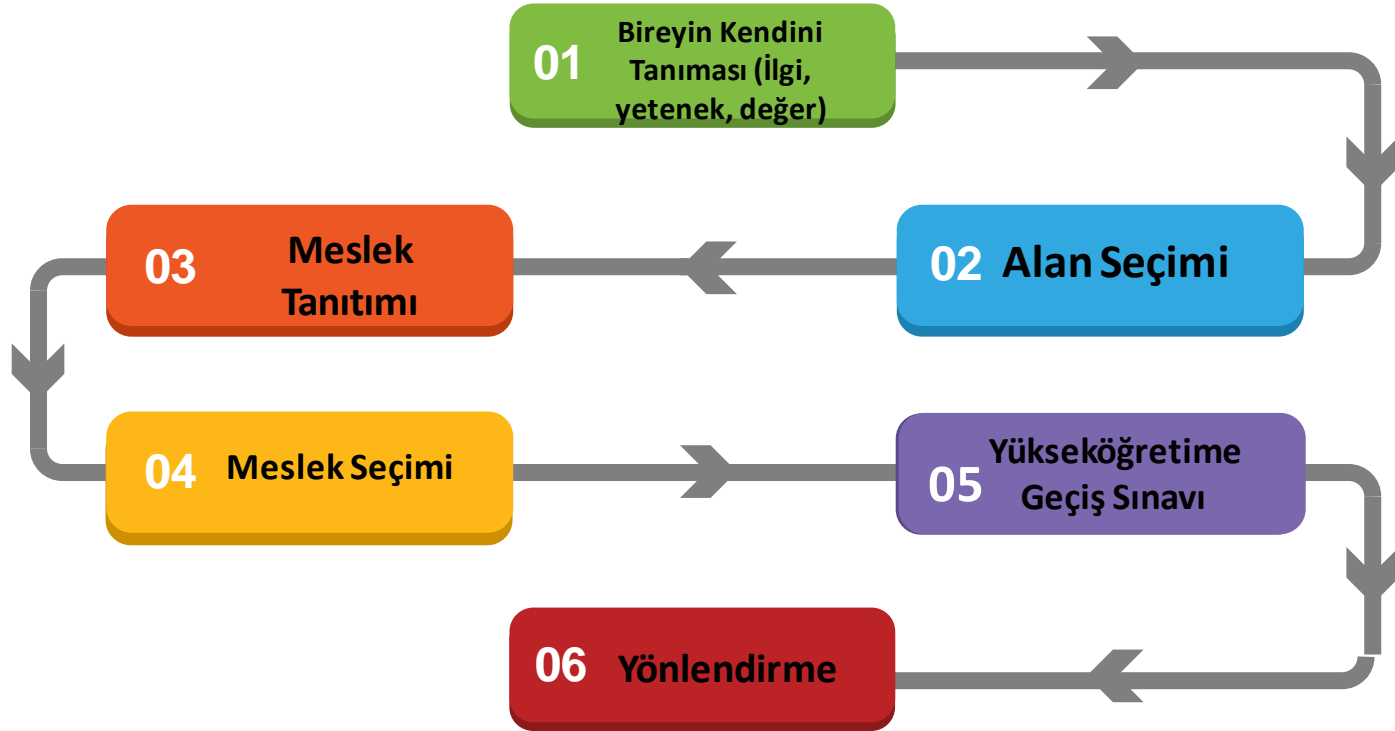 01
Bireyin Kendini
Tanıması (İlgi,
yetenek, değer)
02 Alan Seçimi
03
Meslek
Tanıtımı
04 Meslek Seçimi
05
Yükseköğretime
Geçiş Sınavı
06 Yönlendirme